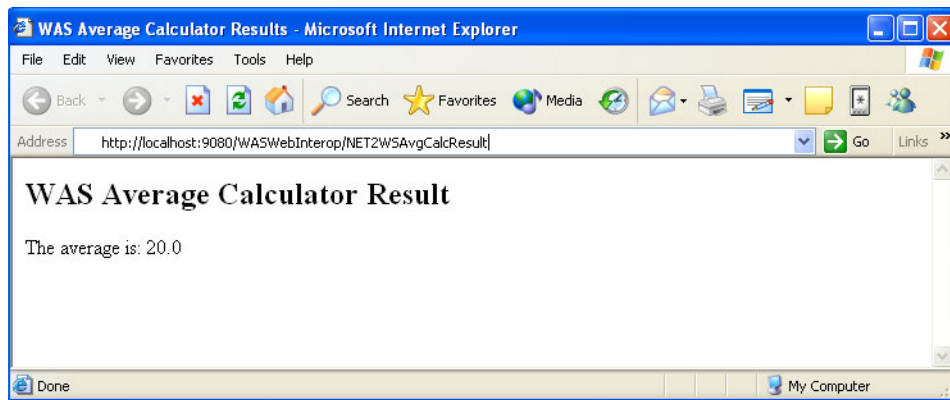 WAS Average Calculator Results - Microsoft Internet Explorer
File Edit View Favorites Tools Help
Back Search Favorites Media
Address http://localhost:9080/WASWebInterop/NET2WSAvgCalcResult Go Links »
WAS Average Calculator Result
The average is: 20.0
Done My Computer